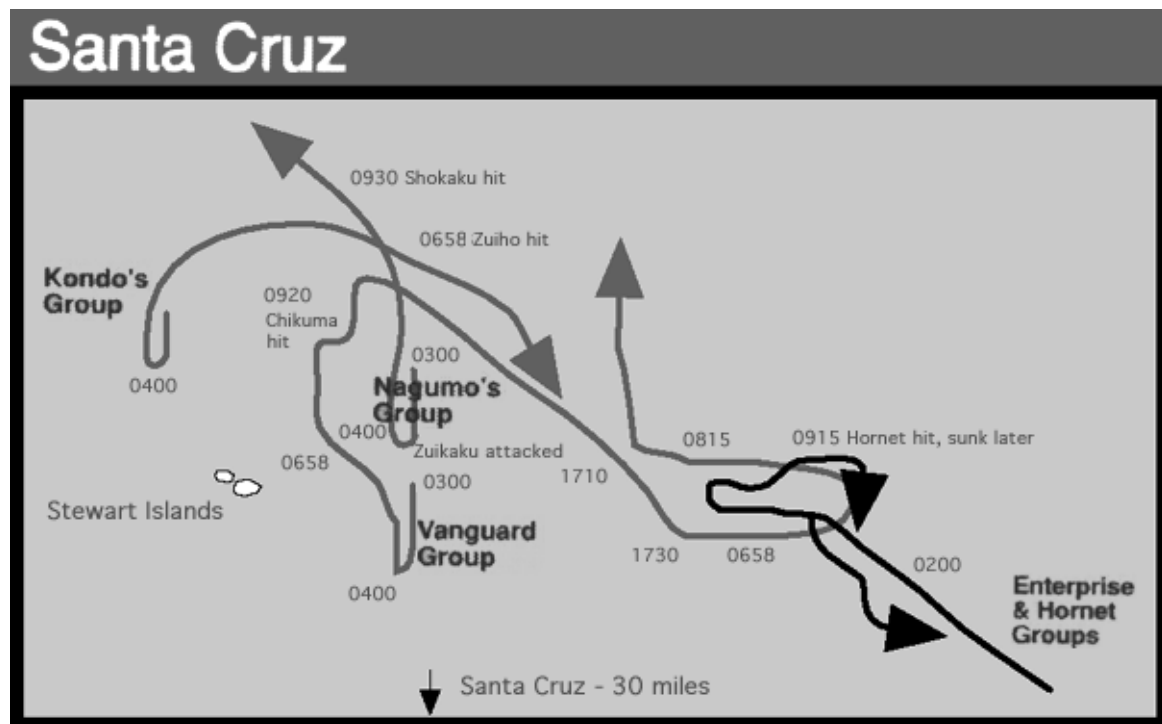 Santa Cruz
0930 Shokaku hit
0658 Zuiho hit
Kondo's
Group
0920
Chikuma
hit
0400
0300
Nagumo's
Group
0400
Zuikaku attacked
0300
0658
Stewart Islands
Vanguard
Group
0400
0815
0915 Hornet hit, sunk later
1710
1730
0658
0200
Enterprise
& Hornet
Groups
Santa Cruz - 30 miles